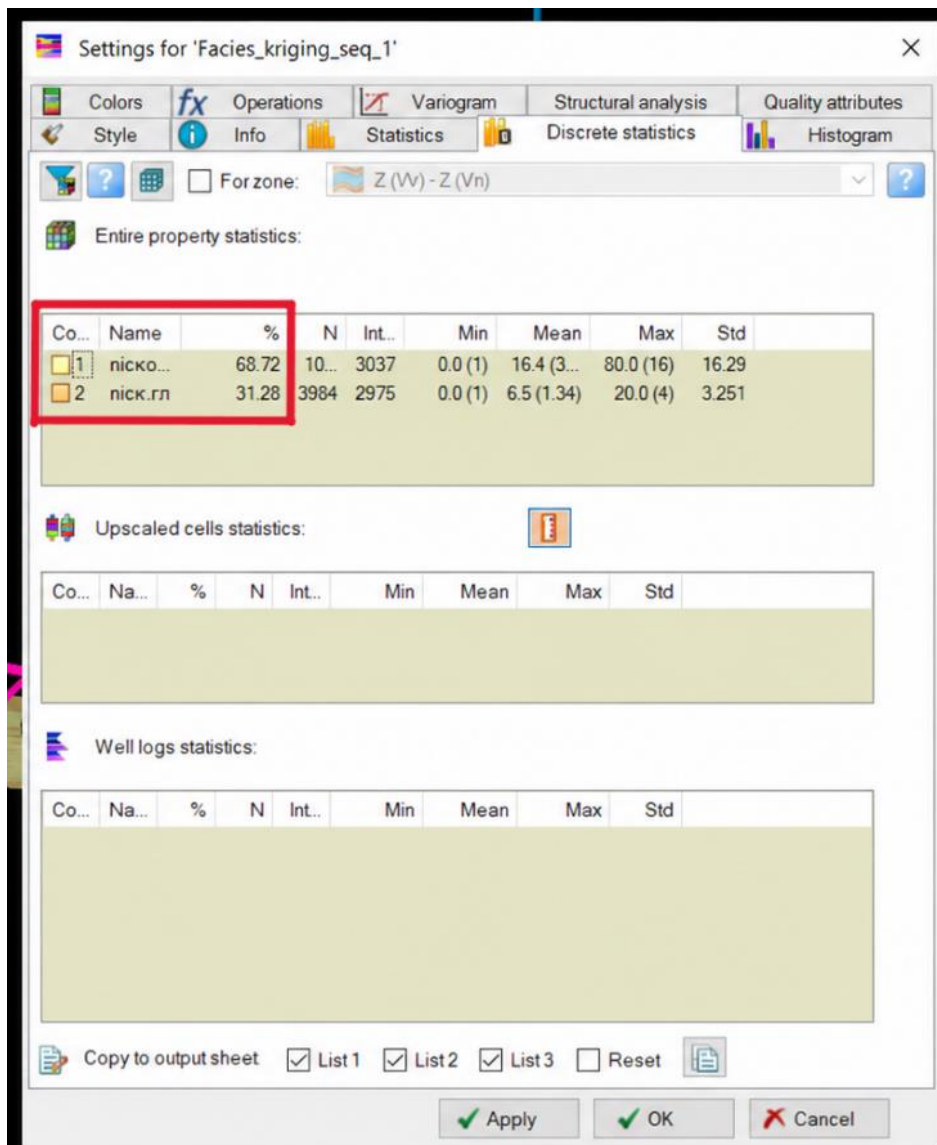 Settings for 'Facies_kriging_seq_1'
Colors Operations Variogram Structural analysis Quality attributes
Style Info Statistics Discrete statistics Histogram
For zone: Z (Vv) - Z (Vn)
Entire property statistics:
Co... Name % N Int... Min Mean Max Std
1 піско... 68.72 10... 3037 0.0 (1) 16.4 (3... 80.0 (16) 16.29
2 піск.гл 31.28 3984 2975 0.0 (1) 6.5 (1.34) 20.0 (4) 3.251
Upscaled cells statistics:
Co... Na... % N Int... Min Mean Max Std
Well logs statistics:
Co... Na... % N Int... Min Mean Max Std
Copy to output sheet List 1 List 2 List 3 Reset
Apply OK Cancel